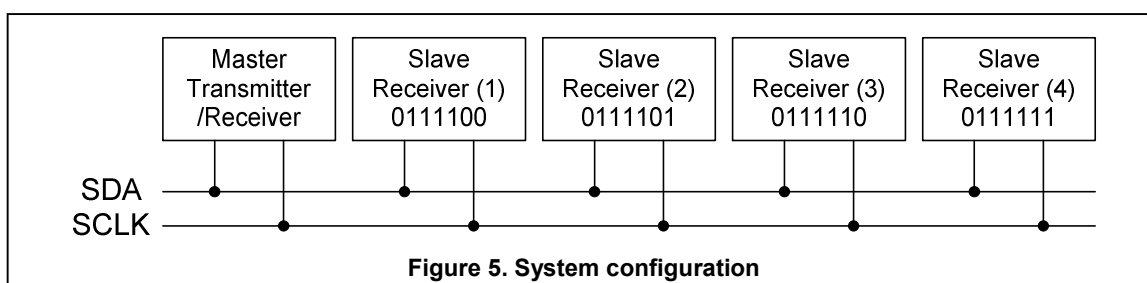 Master
Transmitter
/Receiver
Slave
Receiver (1)
0111100
Slave
Receiver (2)
0111101
Slave
Receiver (3)
0111110
Slave
Receiver (4)
0111111
SDA
SCLK
Figure 5. System configuration